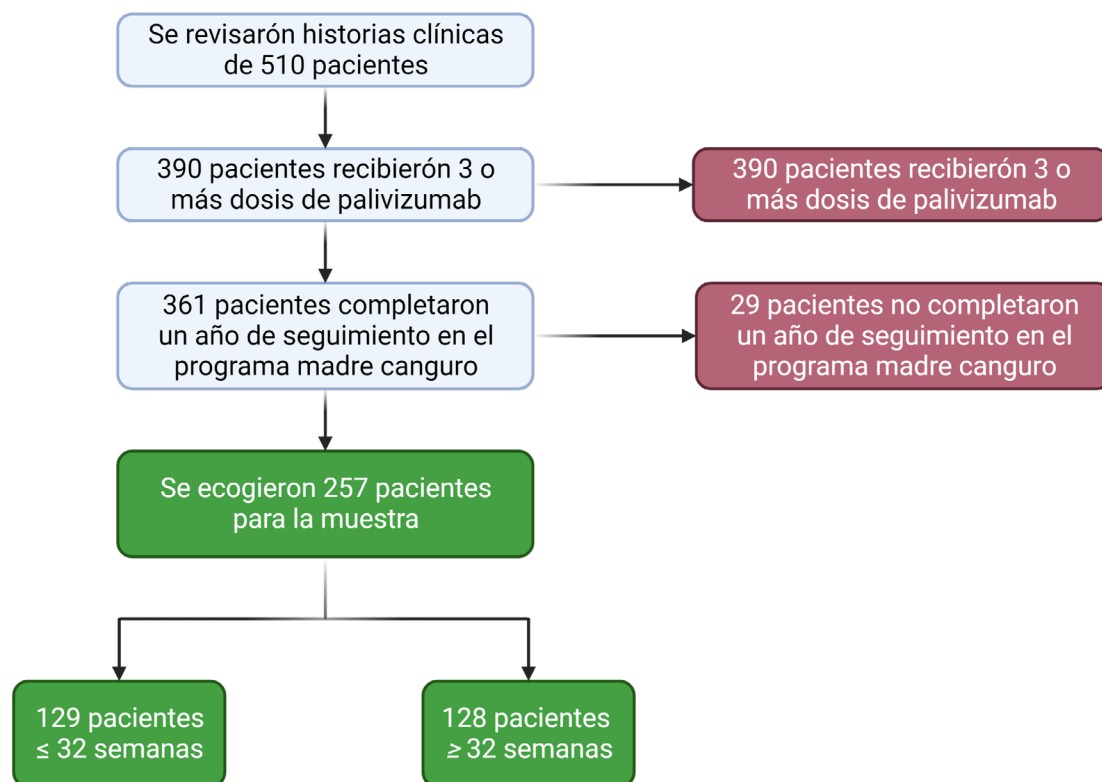 Se revisarón historias clínicas
de 510 pacientes
390 pacientes recibierón 3 o
más dosis de palivizumab
390 pacientes recibierón 3 o
más dosis de palivizumab
361 pacientes completaron
un año de seguimiento en el
programa madre canguro
29 pacientes no completaron
un año de seguimiento en el
programa madre canguro
Se ecogieron 257 pacientes
para la muestra
129 pacientes
≤ 32 semanas
128 pacientes
≥ 32 semanas